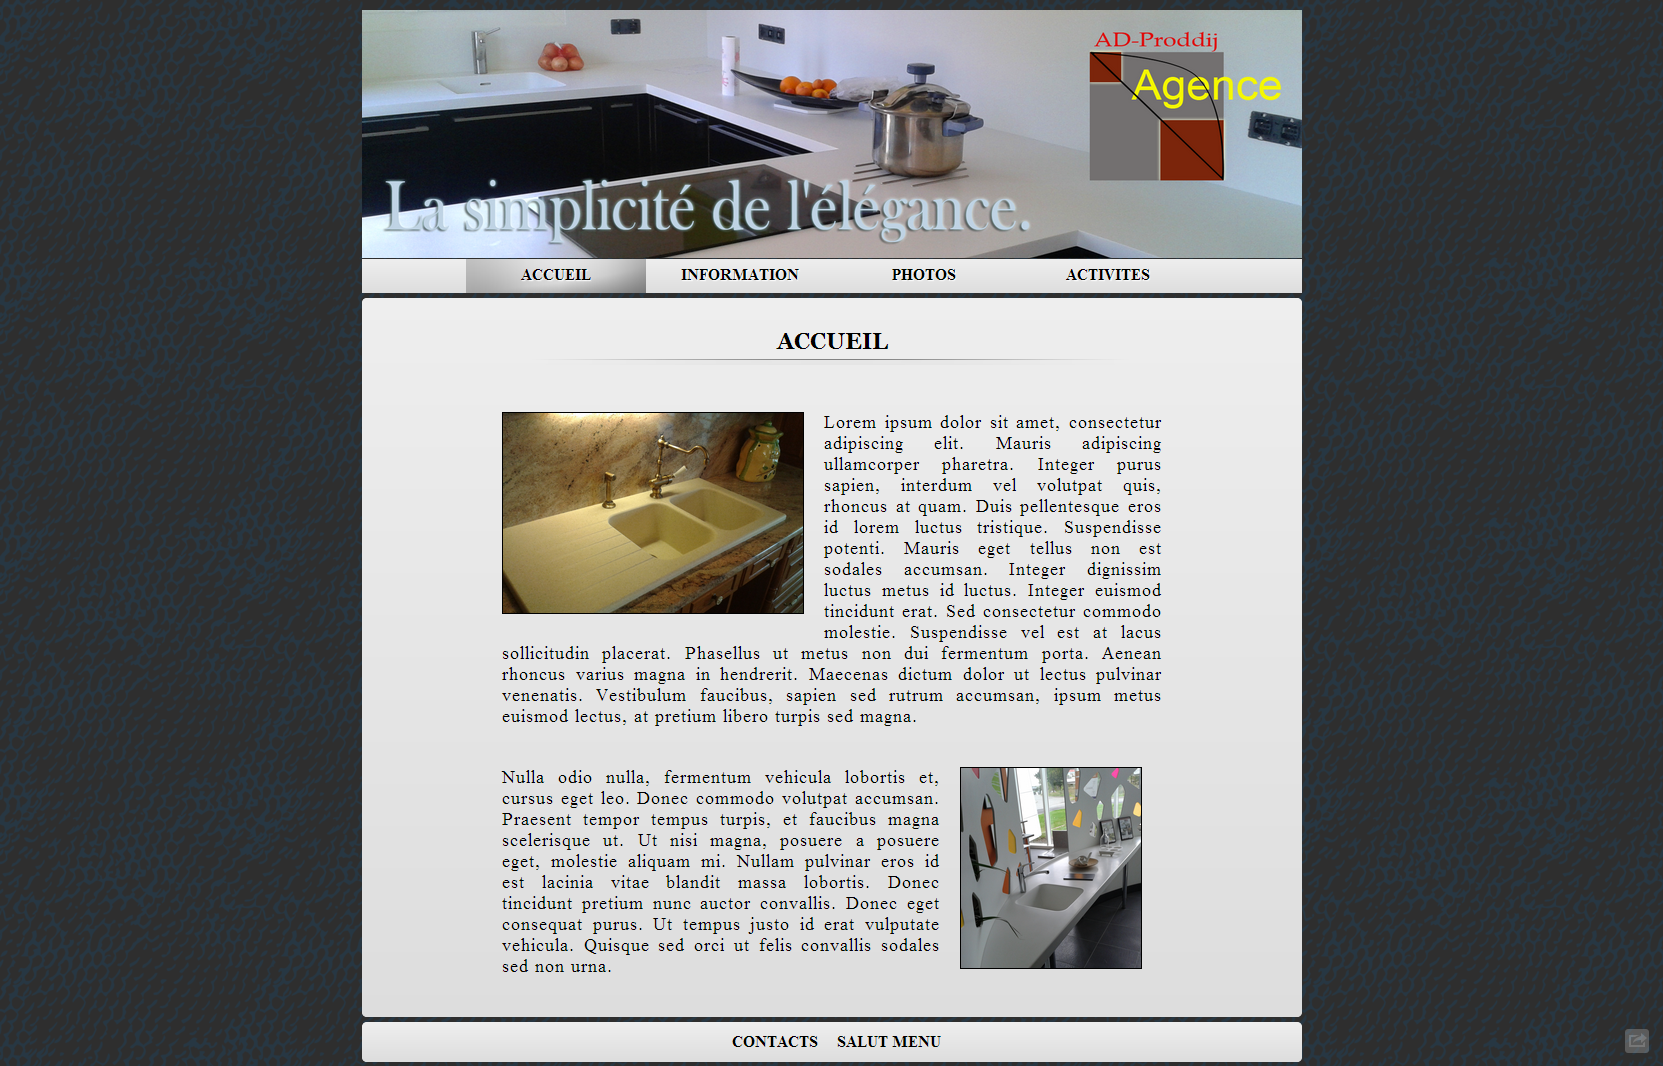 AD-Proddij
Agence
La simplicité de l'élégance.
ACCUEIL INFORMATION PHOTOS ACTIVITES
ACCUEIL
Lorem ipsum dolor sit amet, consectetur
adipiscing elit. Mauris adipiscing
ullamcorper pharetra. Integer purus
sapien, interdum vel volutpat quis,
rhoncus at quam. Duis pellentesque eros
id lorem luctus tristique. Suspendisse
potenti. Mauris eget tellus non est
sodales accumsan. Integer dignissim
luctus metus id luctus. Integer euismod
tincidunt erat. Sed consectetur commodo
molestie. Suspendisse vel est at lacus
sollicitudin placerat. Phasellus ut metus non dui fermentum porta. Aenean
rhoncus varius magna in hendrerit. Maecenas dictum dolor ut lectus pulvinar
venenatis. Vestibulum faucibus, sapien sed rutrum accumsan, ipsum metus
euismod lectus, at pretium libero turpis sed magna.
Nulla odio nulla, fermentum vehicula lobortis et,
cursus eget leo. Donec commodo volutpat accumsan.
Praesent tempor tempus turpis, et faucibus magna
scelerisque ut. Ut nisi magna, posuere a posuere
eget, molestie aliquam mi. Nullam pulvinar eros id
est lacinia vitae blandit massa lobortis. Donec
tincidunt pretium nunc auctor convallis. Donec eget
consequat purus. Ut tempus justo id erat vulputate
vehicula. Quisque sed orci ut felis convallis sodales
sed non urna.
CONTACTS SALUT MENU